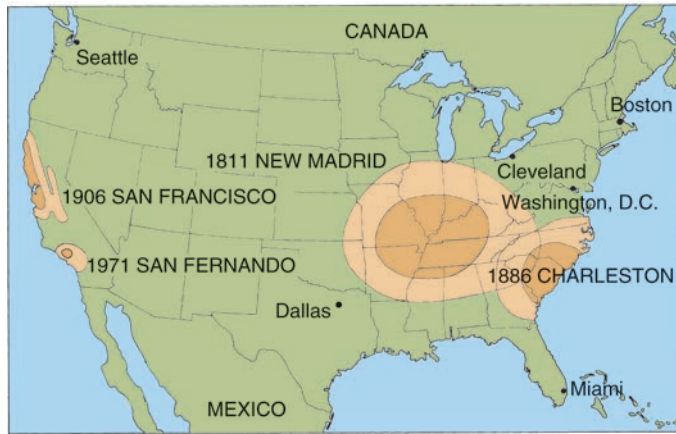 CANADA
Seattle
Boston
1811 NEW MADRID
Cleveland
1906 SAN FRANCISCO
Washington, D.C.
1971 SAN FERNANDO
1886 CHARLESTON
Dallas
Miami
MEXICO